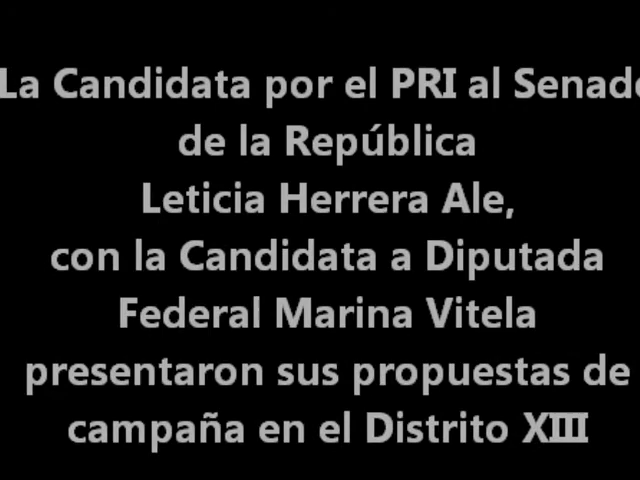 La Candidata por el PRI al Senado
de la República
Leticia Herrera Ale,
con la Candidata a Diputada
Federal Marina Vitela
presentaron sus propuestas de
campaña en el Distrito XIII